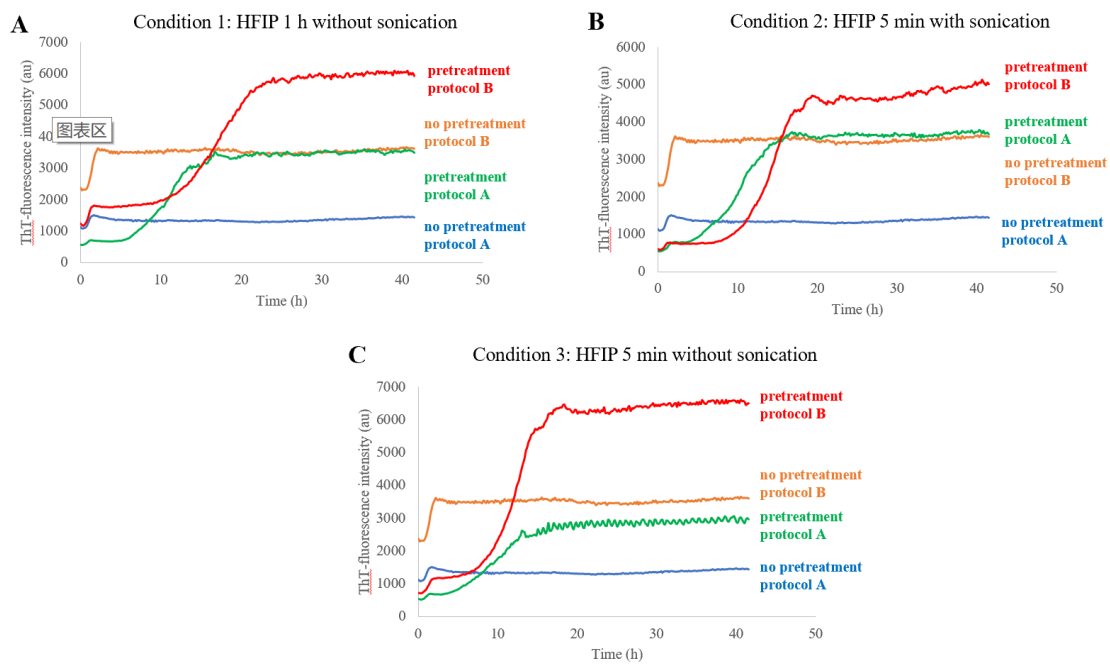 A
Condition 1: HFIP 1 h without sonication
ThT-fluorescence intensity (au)
7000
6000
5000
4000
3000
2000
1000
0
图表区
0
10
20
30
40
50
Time (h)
pretreatment
protocol B
no pretreatment
protocol B
pretreatment
protocol A
no pretreatment
protocol A
B
Condition 2: HFIP 5 min with sonication
ThT-fluorescence intensity (au)
6000
5000
4000
3000
2000
1000
0
0
10
20
30
40
50
Time (h)
pretreatment
protocol B
pretreatment
protocol A
no pretreatment
protocol B
no pretreatment
protocol A
C
Condition 3: HFIP 5 min without sonication
ThT-fluorescence intensity (au)
7000
6000
5000
4000
3000
2000
1000
0
0
10
20
30
40
50
Time (h)
pretreatment
protocol B
no pretreatment
protocol B
pretreatment
protocol A
no pretreatment
protocol A